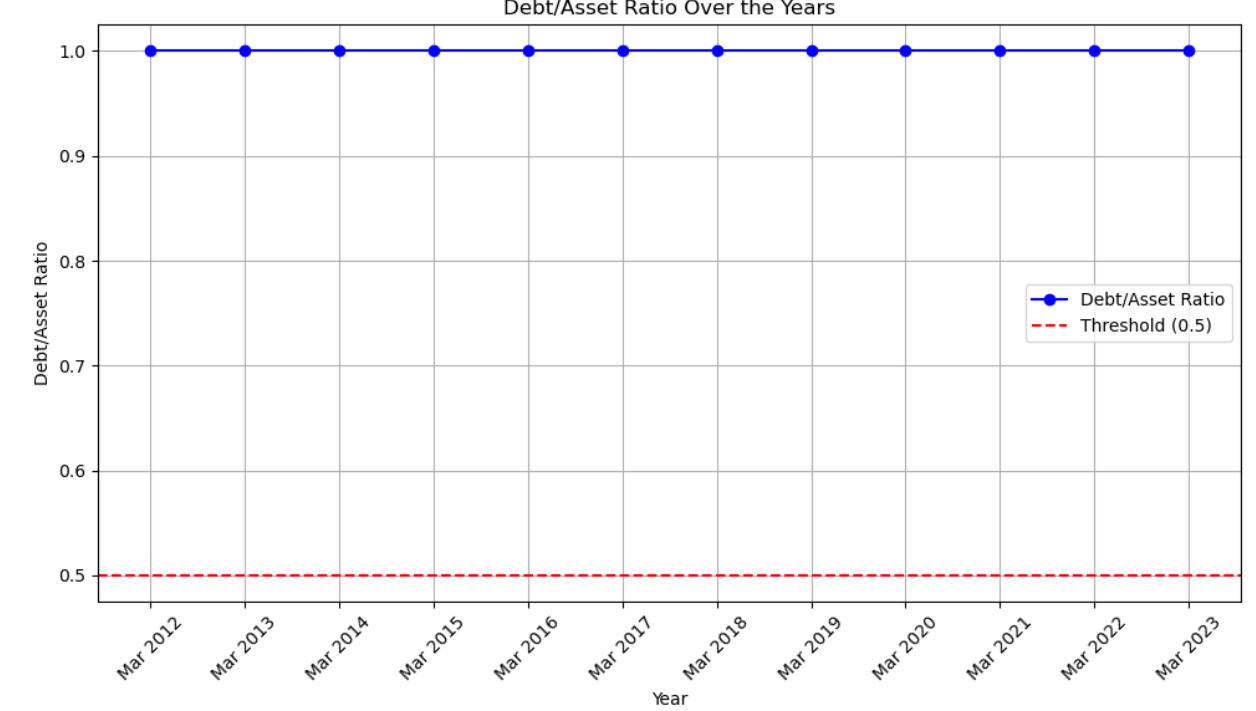 Debt/Asset Ratio Over the Years
1.0
0.9
0.8
0.7
0.6
0.5
Debt/Asset Ratio
Debt/Asset Ratio
Threshold (0.5)
Mar 2012
Mar 2013
Mar 2014
Mar 2015
Mar 2016
Mar 2017
Mar 2018
Mar 2019
Mar 2020
Mar 2021
Mar 2022
Mar 2023
Year